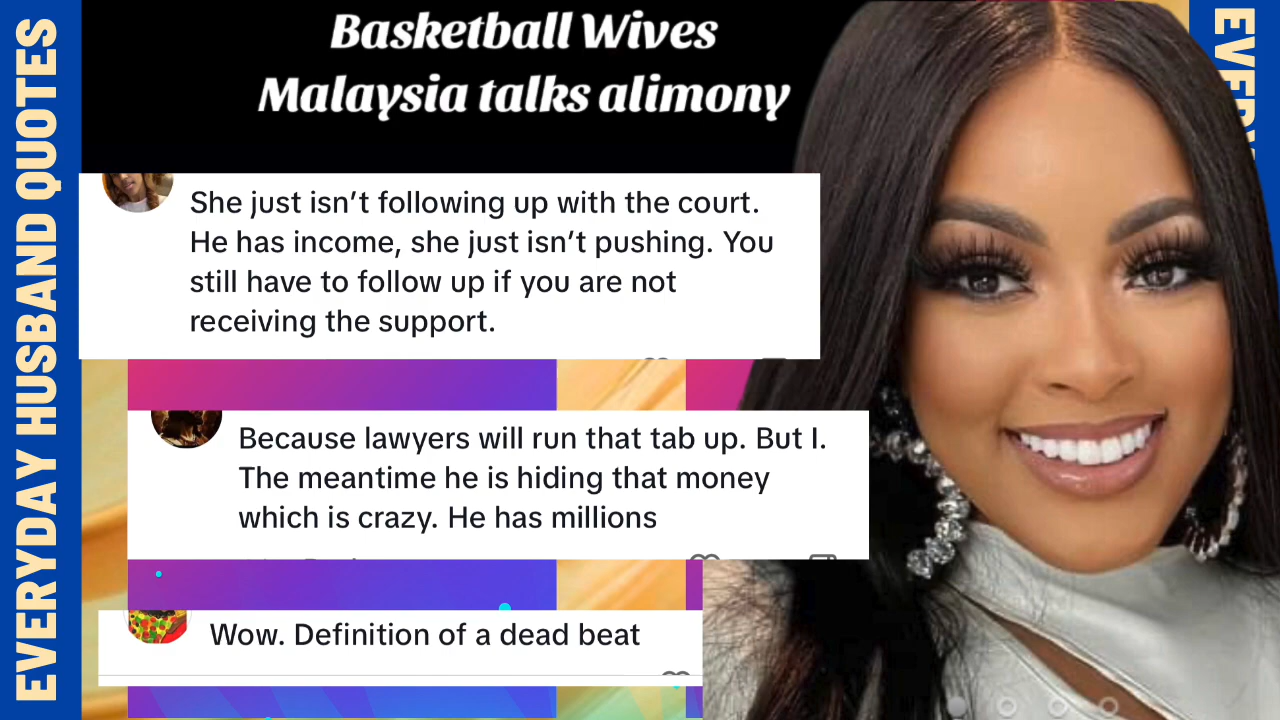 EVERYDAY HUSBAND QUOTES
Basketball Wives
Malaysia talks alimony
She just isn’t following up with the court.
He has income, she just isn’t pushing. You
still have to follow up if you are not
receiving the support.
Because lawyers will run that tab up. But I.
The meantime he is hiding that money
which is crazy. He has millions
Wow. Definition of a dead beat